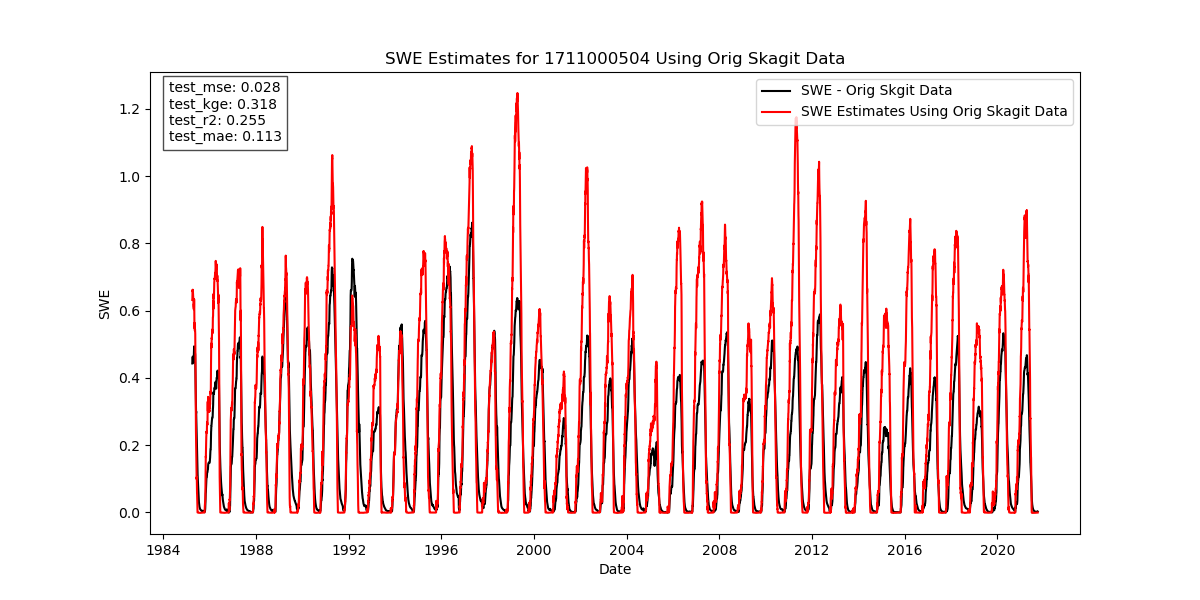 SWE Estimates for 1711000504 Using Orig Skagit Data
test_mse: 0.028
test_kge: 0.318
test_r2: 0.255
test_mae: 0.113
SWE - Orig Skgit Data
SWE Estimates Using Orig Skagit Data
1.2
1.0
0.8
0.6
0.4
0.2
0.0
SWE
1984
1988
1992
1996
2000
2004
2008
2012
2016
2020
Date